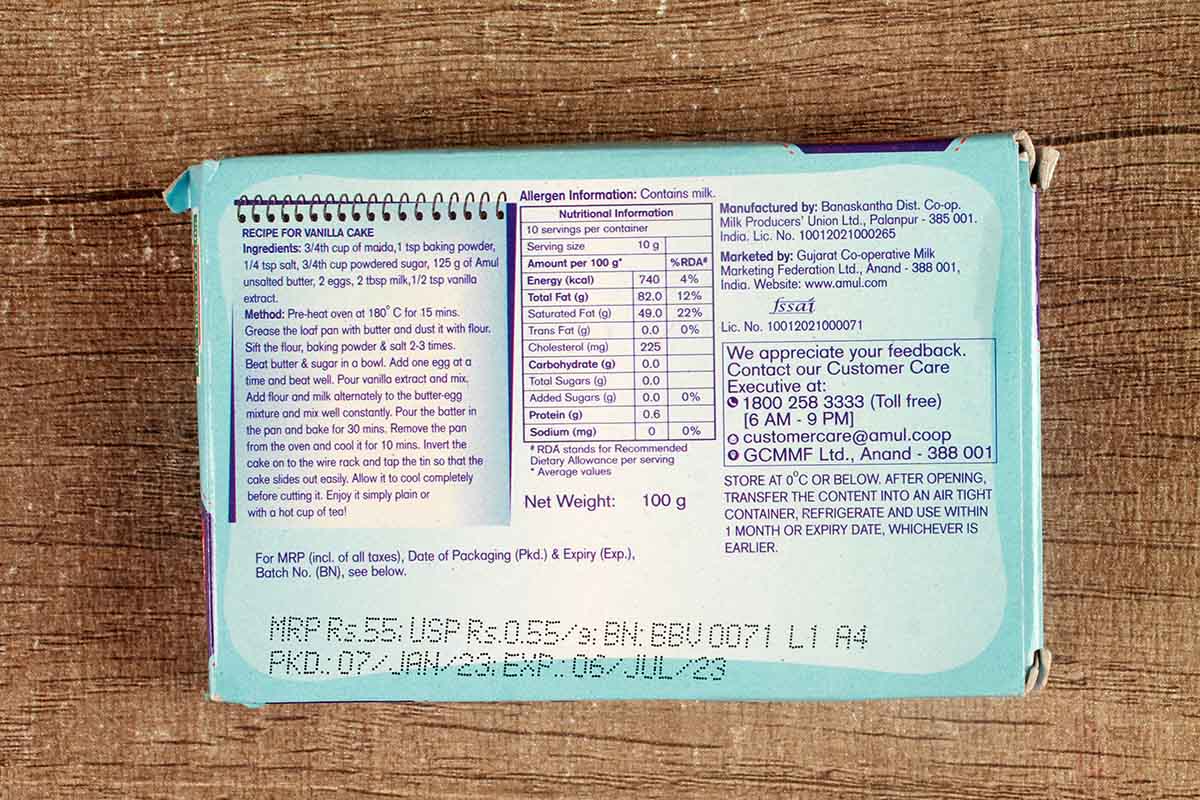 RECIPE FOR VANILLA CAKE
Ingredients: 3/4th cup of maida,1 tsp baking powder,
1/4 tsp salt, 3/4th cup powdered sugar, 125 g of Amul
unsalted butter, 2 eggs, 2 tbsp milk,1/2 tsp vanilla
extract.
Method: Pre-heat oven at 180° C for 15 mins.
Grease the loaf pan with butter and dust it with flour.
Sift the flour, baking powder & salt 2-3 times.
Beat butter & sugar in a bowl. Add one egg at a
time and beat well. Pour vanilla extract and mix.
Add flour and milk alternately to the butter-egg
mixture and mix well constantly. Pour the batter in
the pan and bake for 30 mins. Remove the pan
from the oven and cool it for 10 mins. Invert the
cake on to the wire rack and tap the tin so that the
cake slides out easily. Allow it to cool completely
before cutting it. Enjoy it simply plain or
with a hot cup of tea!
Allergen Information: Contains milk.
Nutritional Information
10 servings per container
Serving size 10 g
Amount per 100 g* %RDA#
Energy (kcal) 740 4%
Total Fat (g) 82.0 12%
Saturated Fat (g) 49.0 22%
Trans Fat (g) 0.0 0%
Cholesterol (mg) 225
Carbohydrate (g) 0.0
Total Sugars (g) 0.0
Added Sugars (g) 0.0 0%
Protein (g) 0.6
Sodium (mg) 0 0%
# RDA stands for Recommended
Dietary Allowance per serving
* Average values
Net Weight: 100 g
Manufactured by: Banaskantha Dist. Co-op.
Milk Producers' Union Ltd., Palanpur - 385 001.
India. Lic. No. 10012021000265
Marketed by: Gujarat Co-operative Milk
Marketing Federation Ltd., Anand - 388 001,
India. Website: www.amul.com
fssai
Lic. No. 10012021000071
We appreciate your feedback.
Contact our Customer Care
Executive at:
1800 258 3333 (Toll free)
[6 AM - 9 PM]
customercare@amul.coop
GCMMF Ltd., Anand - 388 001
STORE AT 0°C OR BELOW. AFTER OPENING,
TRANSFER THE CONTENT INTO AN AIR TIGHT
CONTAINER, REFRIGERATE AND USE WITHIN
1 MONTH OR EXPIRY DATE, WHICHEVER IS
EARLIER.
For MRP (incl. of all taxes), Date of Packaging (Pkd.) & Expiry (Exp.),
Batch No. (BN), see below.
MRP Rs.55: USP Rs.0.55/g: BN: BBV 0071 L1 A4
PKD.: 07/JAN/23: EXP.: 06/JUL/23